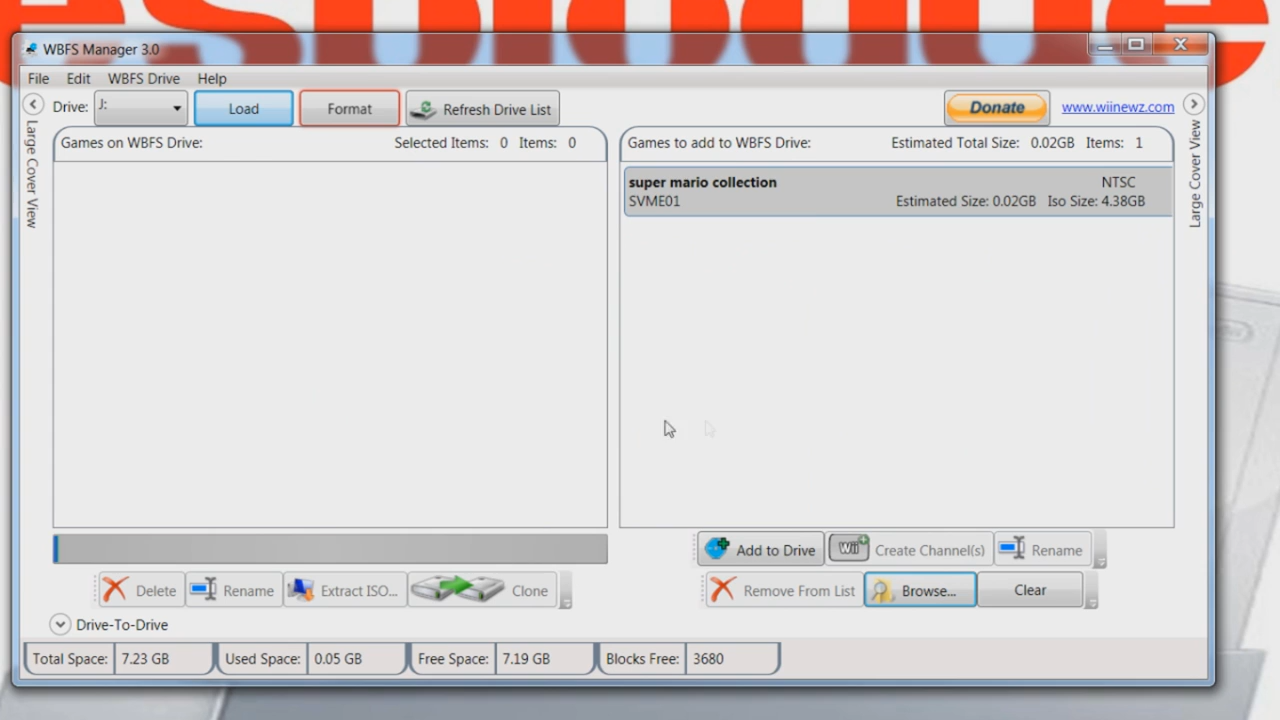 WBFS Manager 3.0
File Edit WBFS Drive Help
Drive: J: Load Format Refresh Drive List Donate www.wiinewz.com
Large Cover View
Games on WBFS Drive: Selected Items: 0 Items: 0
Games to add to WBFS Drive: Estimated Total Size: 0.02GB Items: 1
Large Cover View
super mario collection NTSC
SVME01 Estimated Size: 0.02GB Iso Size: 4.38GB
Add to Drive Wii Create Channel(s) Rename
Delete Rename Extract ISO... Clone Remove From List Browse... Clear
Drive-To-Drive
Total Space: 7.23 GB Used Space: 0.05 GB Free Space: 7.19 GB Blocks Free: 3680